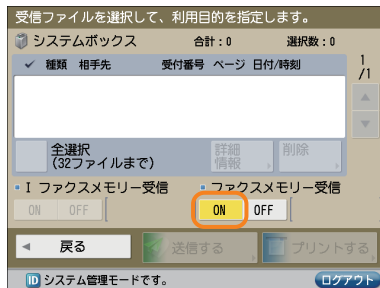 受信ファイルを選択して、利用目的を指定します。
システムボックス 合計:0 選択数:0
✓ 種類 相手先 受付番号 ページ 日付/時刻
1
/1
全選択
(32ファイルまで)
詳細
情報
削除
I ファクスメモリー受信 ファクスメモリー受信
ON OFF ON OFF
戻る 送信する プリントする
ID システム管理モードです。 ログアウト